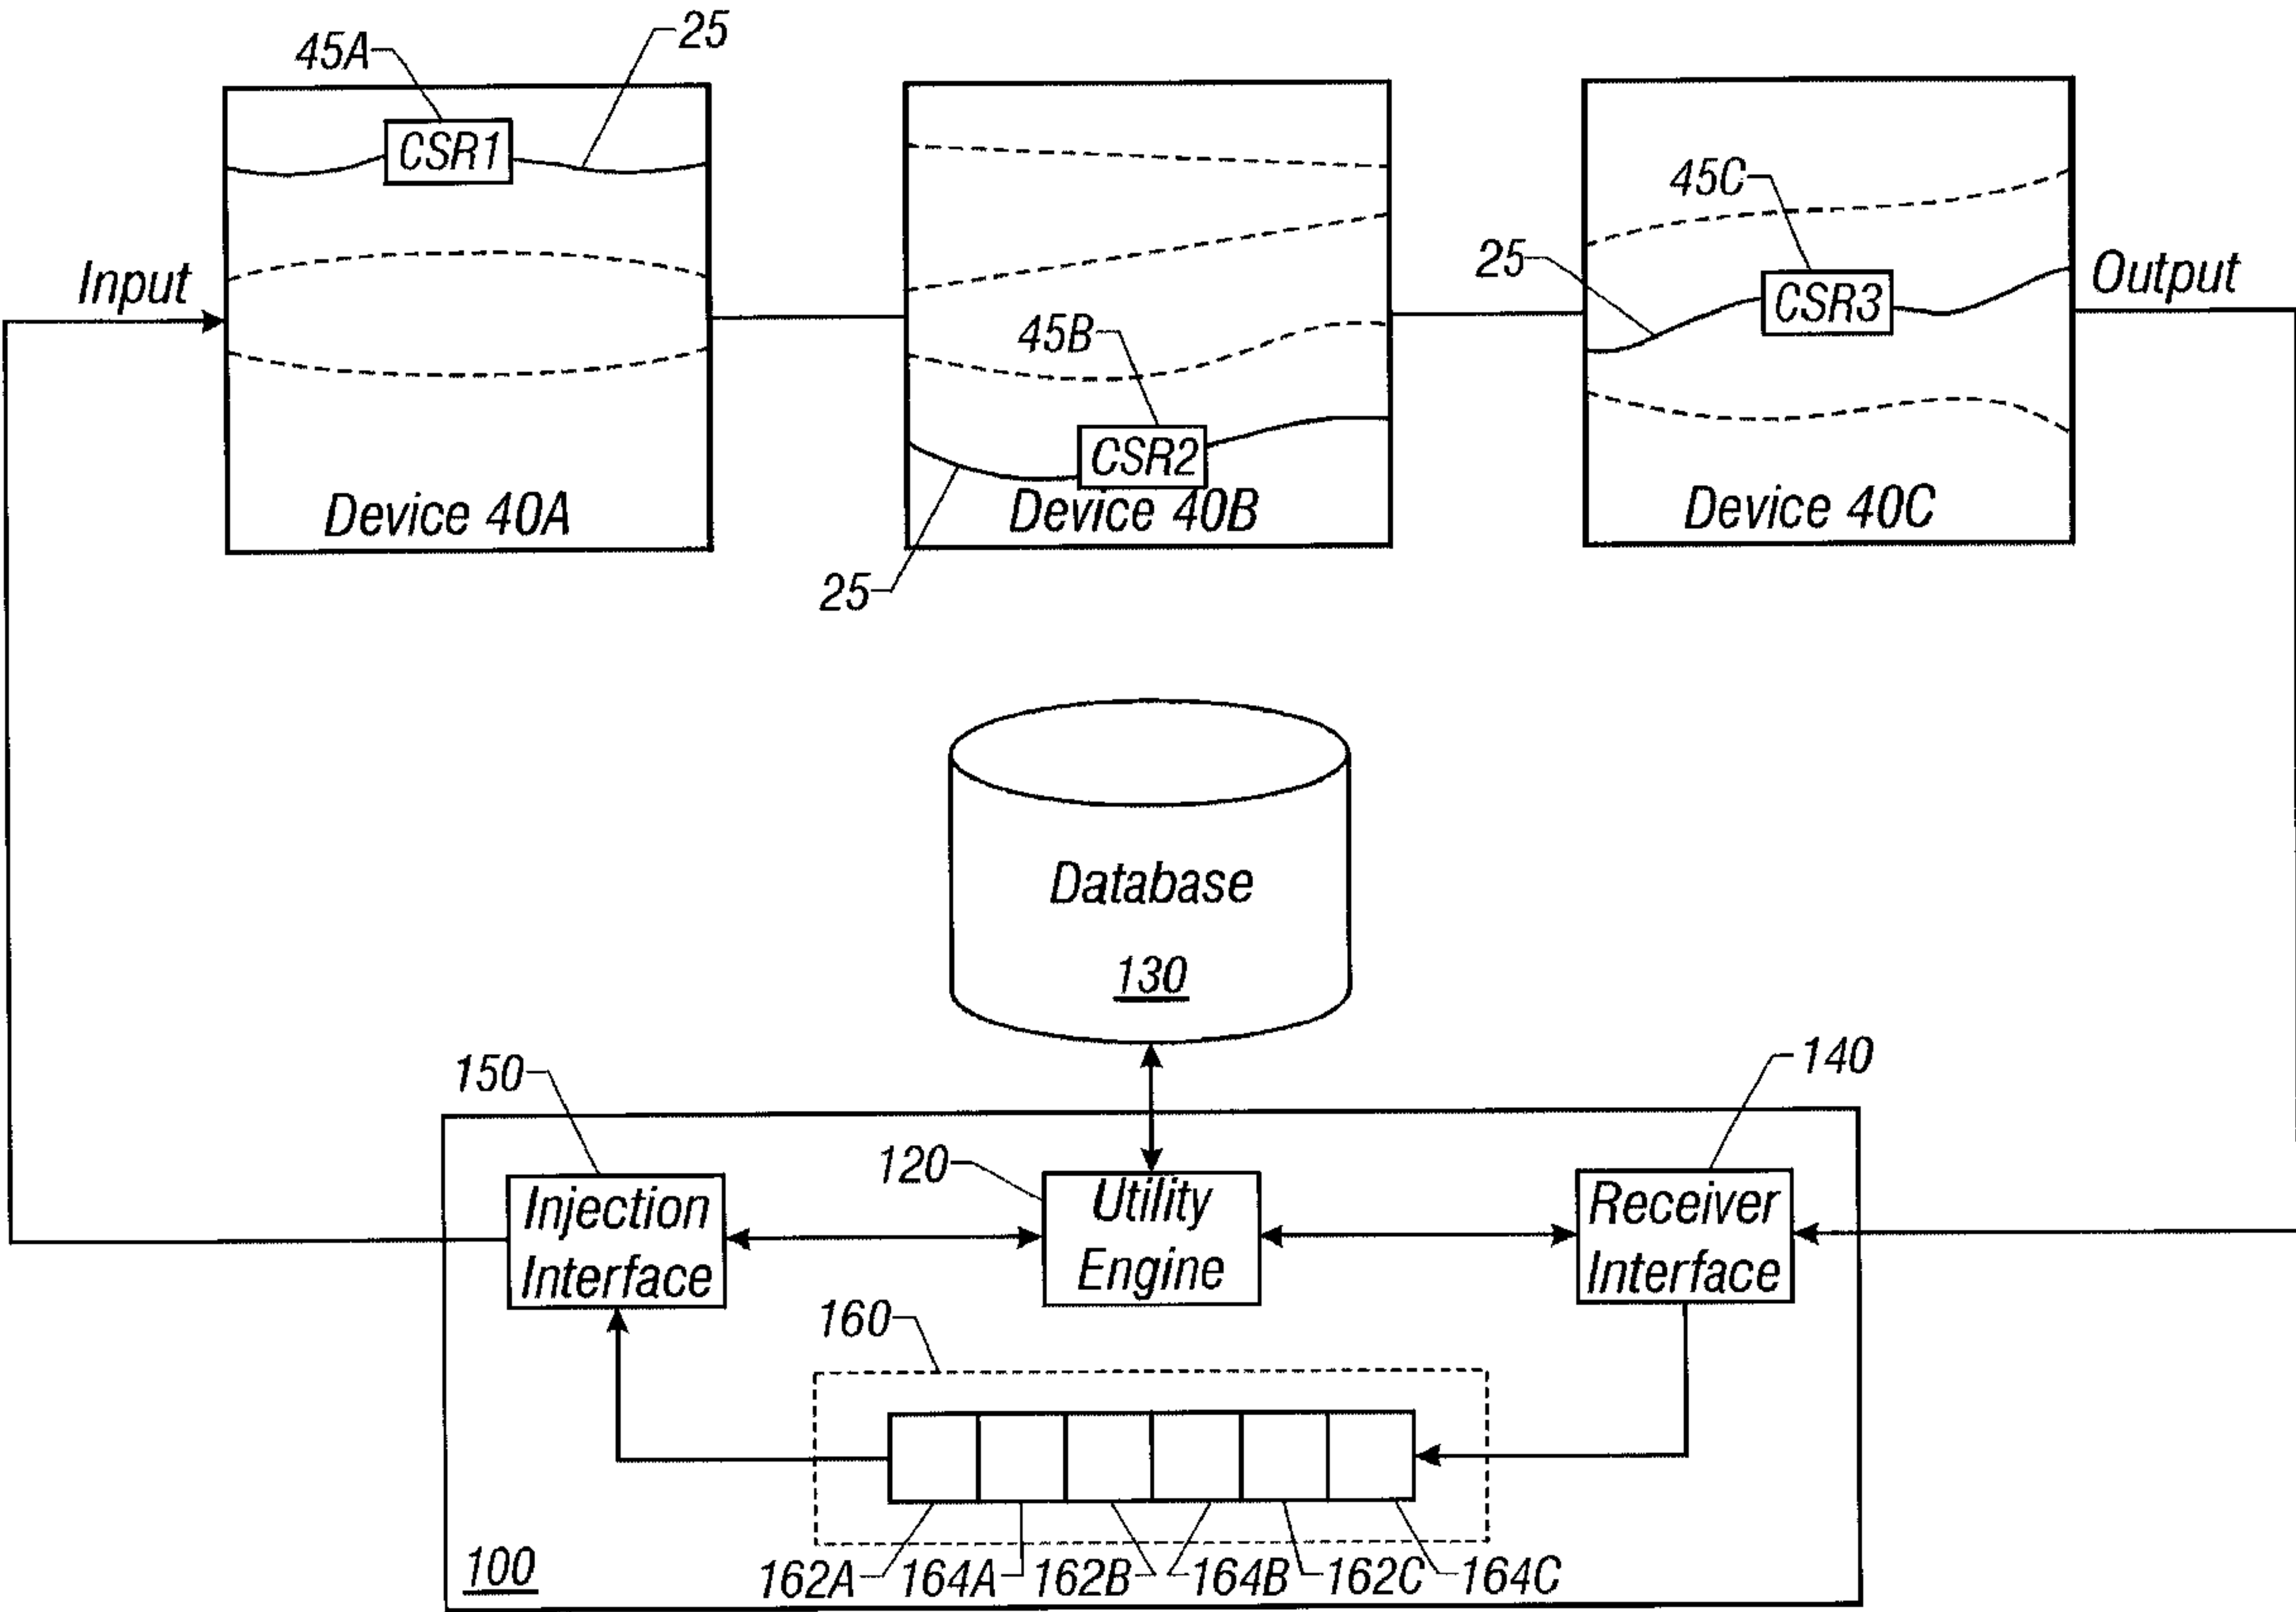 25
45A
CSR1
45C
25
Input
Output
CSR3
45B
CSR2
Device 40A
Device 40B
Device 40C
25
Database
130
150
140
120
Injection
Interface
Utility
Engine
Receiver
Interface
160
100
162A
164A
162B
164B
162C
164C